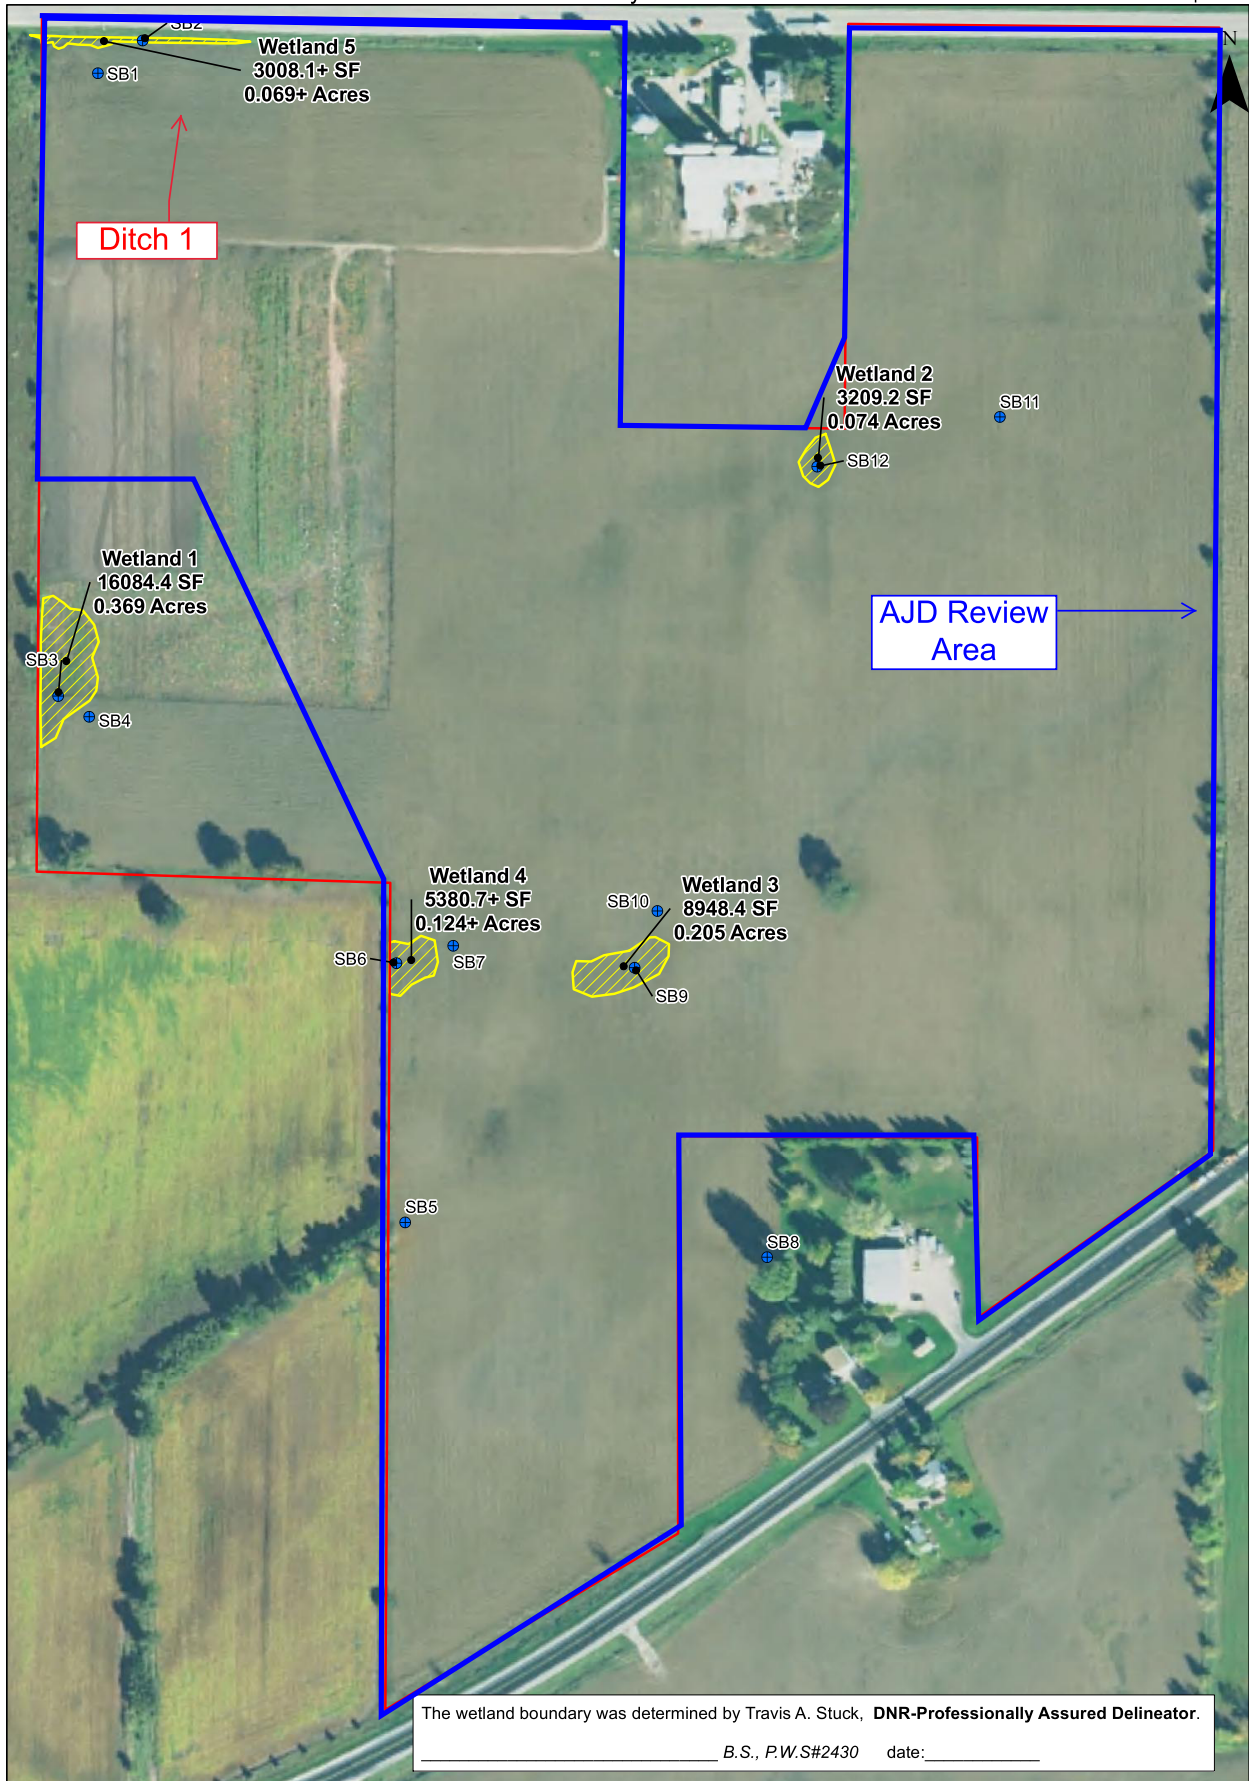 SB2
Wetland 5
3008.1+ SF
0.069+ Acres
N
SB1
Ditch 1
Wetland 2
3209.2 SF
0.074 Acres
SB11
SB12
Wetland 1
16084.4 SF
0.369 Acres
AJD Review
Area
SB3
SB4
Wetland 4
5380.7+ SF
0.124+ Acres
Wetland 3
8948.4 SF
0.205 Acres
SB10
SB6
SB7
SB9
SB5
SB8
The wetland boundary was determined by Travis A. Stuck, DNR-Professionally Assured Delineator.
B.S., P.W.S#2430 date: